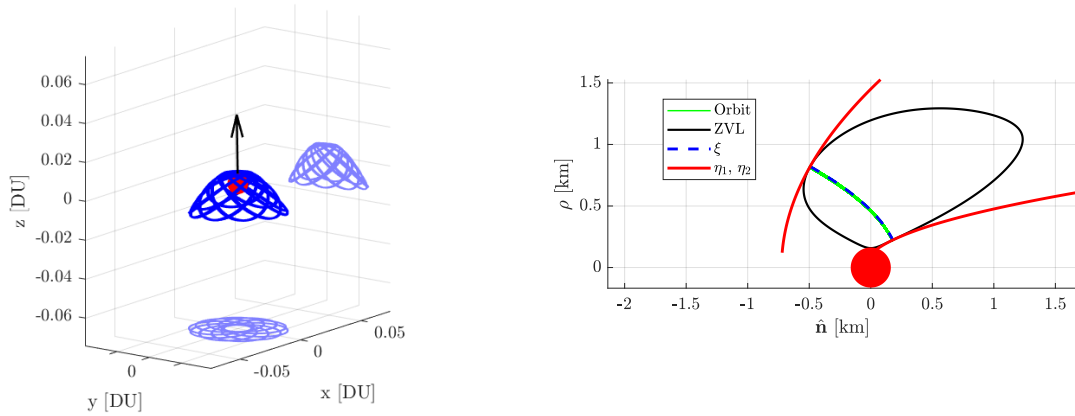 0.06
0.04
0.02
0
-0.02
-0.04
-0.06
z [DU]
0
y [DU]
-0.05
0
0.05
x [DU]
1.5
1
0.5
0
ρ [km]
Orbit
ZVL
ξ
η₁, η₂
-2
-1.5
-1
-0.5
0
0.5
1
1.5
n̂ [km]